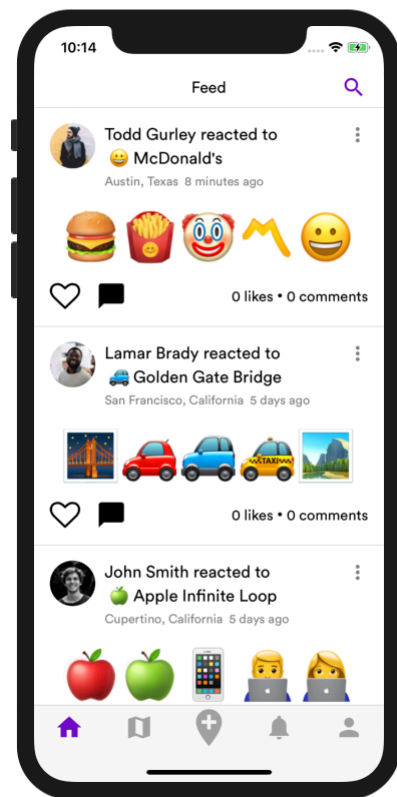 10:14
Feed
Todd Gurley reacted to
😀 McDonald's
Austin, Texas 8 minutes ago
0 likes • 0 comments
Lamar Brady reacted to
🚙 Golden Gate Bridge
San Francisco, California 5 days ago
TAXI
0 likes • 0 comments
John Smith reacted to
🍏 Apple Infinite Loop
Cupertino, California 5 days ago